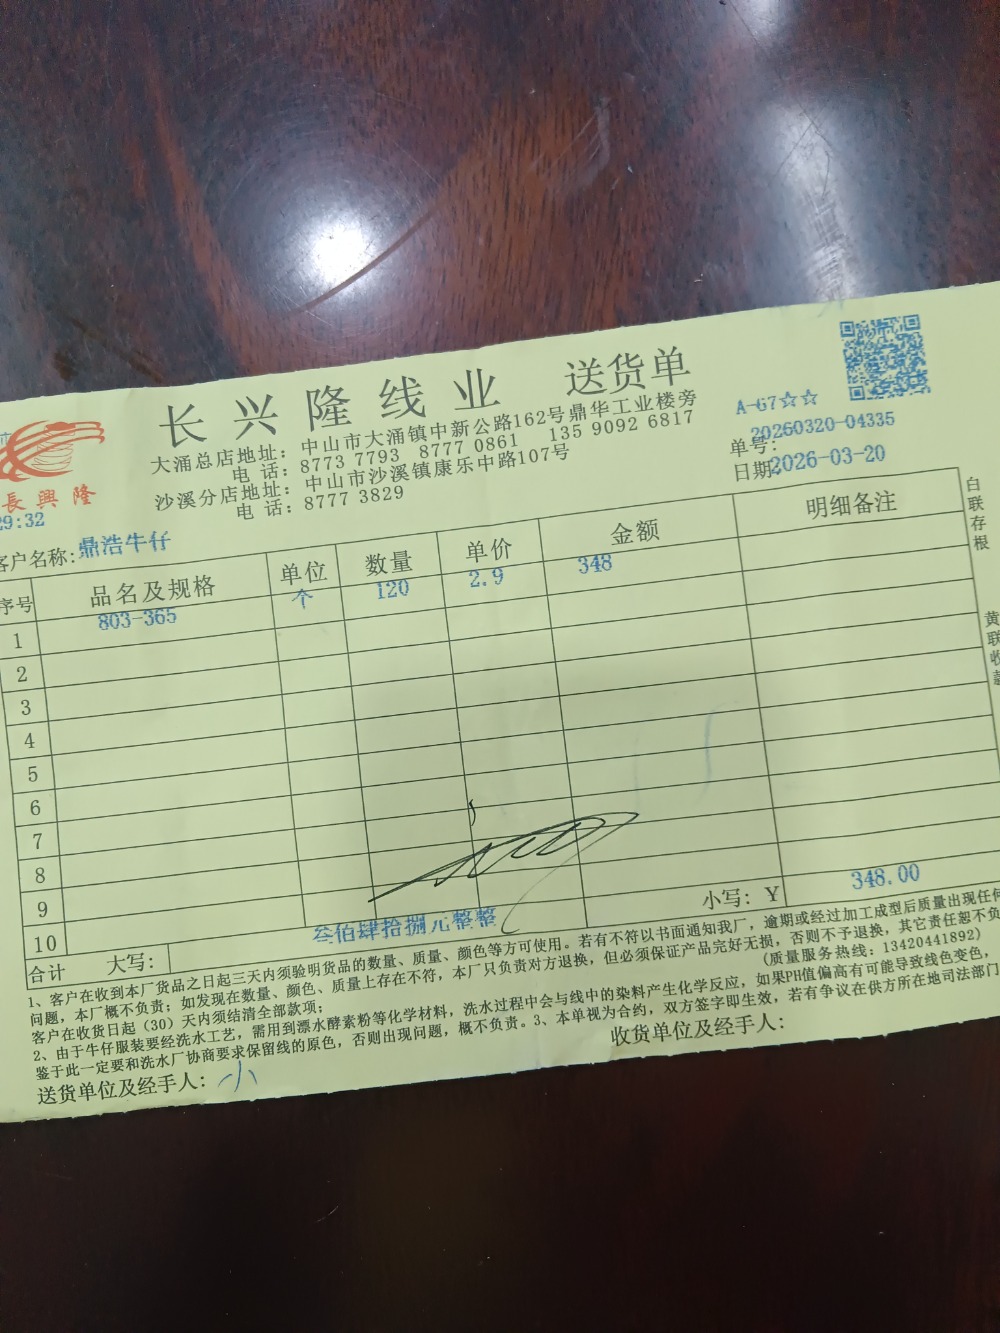 长兴隆线业 送货单
大涌总店地址：中山市大涌镇中新公路162号鼎华工业楼旁
电 话：8773 7793 8777 0861 135 9092 6817
沙溪分店地址：中山市沙溪镇康乐中路107号
电 话：8777 3829
長興隆
A-G7☆☆
单号：20260320-04335
日期2026-03-20
29:32
客户名称：鼎浩牛仔
序号 品名及规格 单位 数量 单价 金额 明细备注
1 803-365 个 120 2.9 348
2
3
4
5
6
7
8
9
10
合计 大写：叁佰肆拾捌元整整 小写：Y 348.00
1、客户在收到本厂货品之日起三天内须验明货品的数量、质量、颜色等方可使用。若有不符以书面通知我厂，逾期或经过加工成型后质量出现任何
问题，本厂概不负责；如发现在数量、颜色、质量上存在不符，本厂只负责对方退换，但必须保证产品完好无损，否则不予退换，其它责任恕不负
客户在收货日起（30）天内须结清全部款项； (质量服务热线：13420441892)
2、由于牛仔服装要经洗水工艺，需用到漂水酵素粉等化学材料，洗水过程中会与线中的染料产生化学反应，如果PH值偏高有可能导致线色变色，
鉴于此一定要和洗水厂协商要求保留线的原色，否则出现问题，概不负责。3、本单视为合约，双方签字即生效，若有争议在供方所在地司法部门
送货单位及经手人：小 收货单位及经手人：
白联存根
黄联收